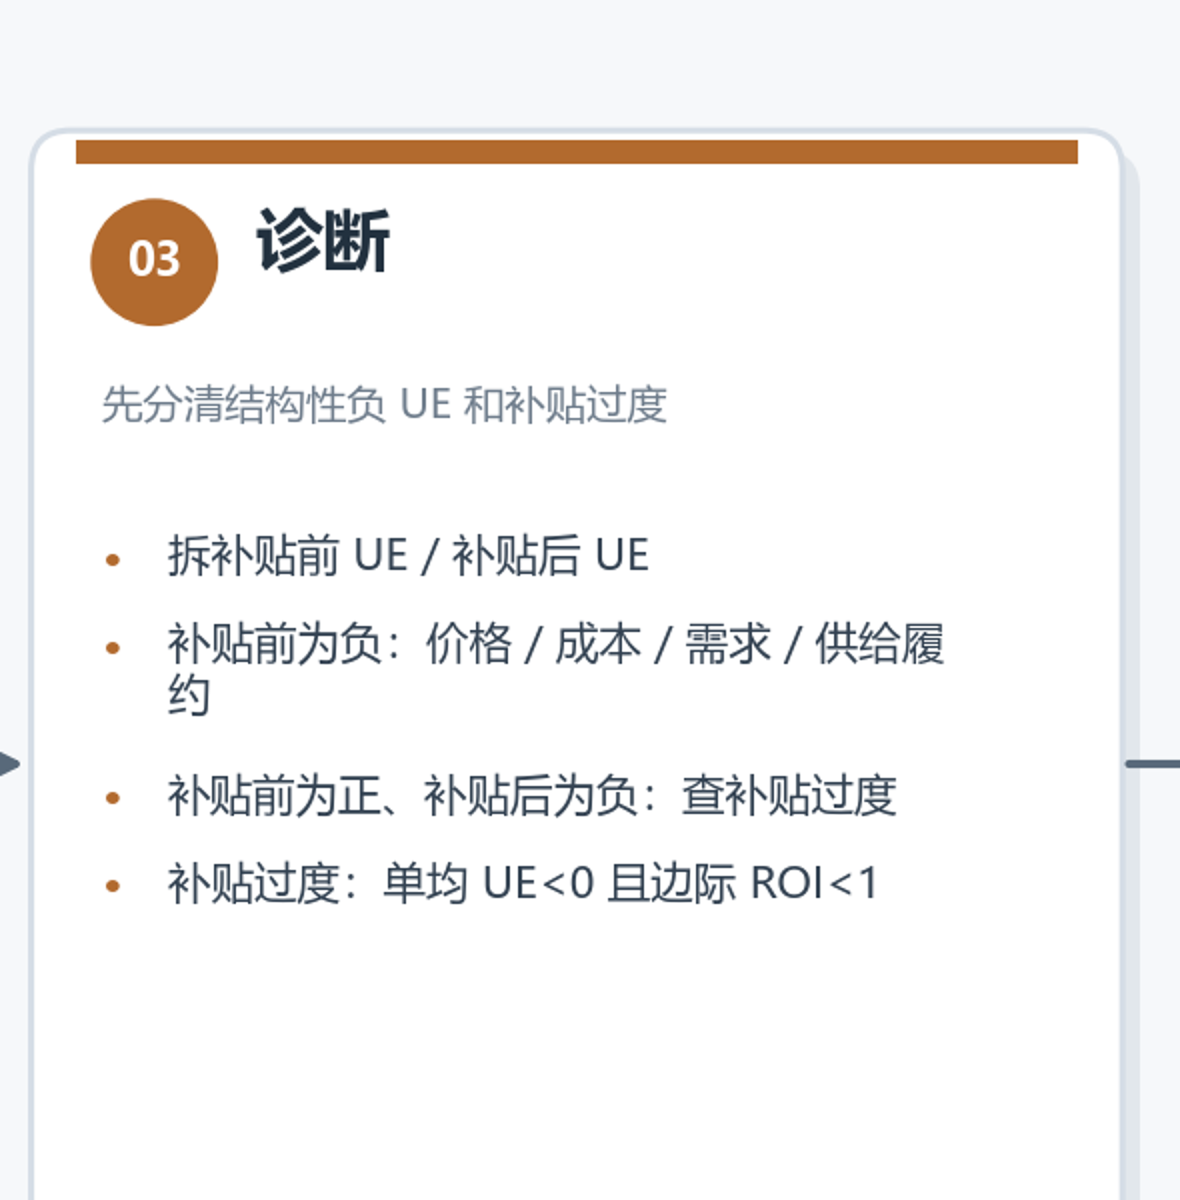 03
诊断
先分清结构性负 UE 和补贴过度
• 拆补贴前 UE / 补贴后 UE
• 补贴前为负：价格 / 成本 / 需求 / 供给履
约
• 补贴前为正、补贴后为负：查补贴过度
• 补贴过度：单均 UE<0 且边际 ROI<1